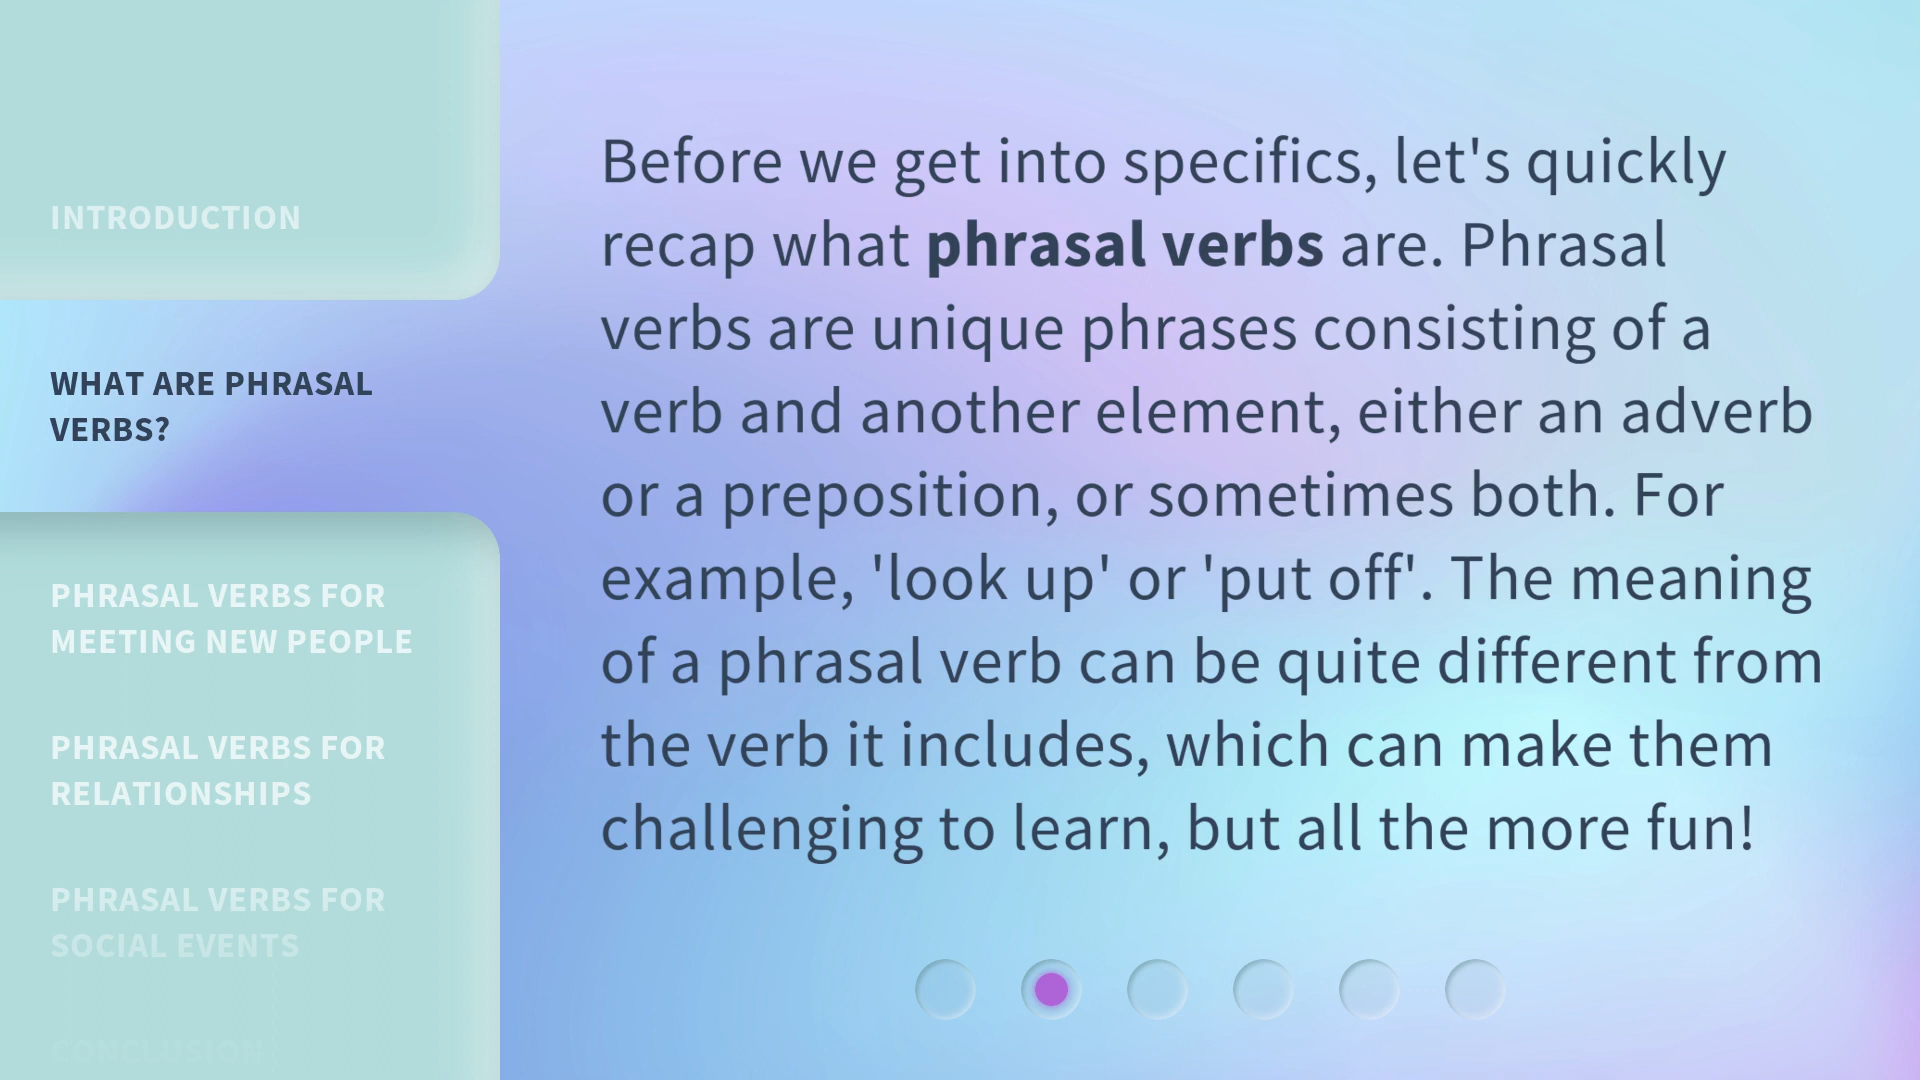 INTRODUCTION
WHAT ARE PHRASAL
VERBS?
PHRASAL VERBS FOR
MEETING NEW PEOPLE
PHRASAL VERBS FOR
RELATIONSHIPS
PHRASAL VERBS FOR
SOCIAL EVENTS
CONCLUSION
Before we get into specifics, let's quickly
recap what phrasal verbs are. Phrasal
verbs are unique phrases consisting of a
verb and another element, either an adverb
or a preposition, or sometimes both. For
example, 'look up' or 'put off'. The meaning
of a phrasal verb can be quite different from
the verb it includes, which can make them
challenging to learn, but all the more fun!